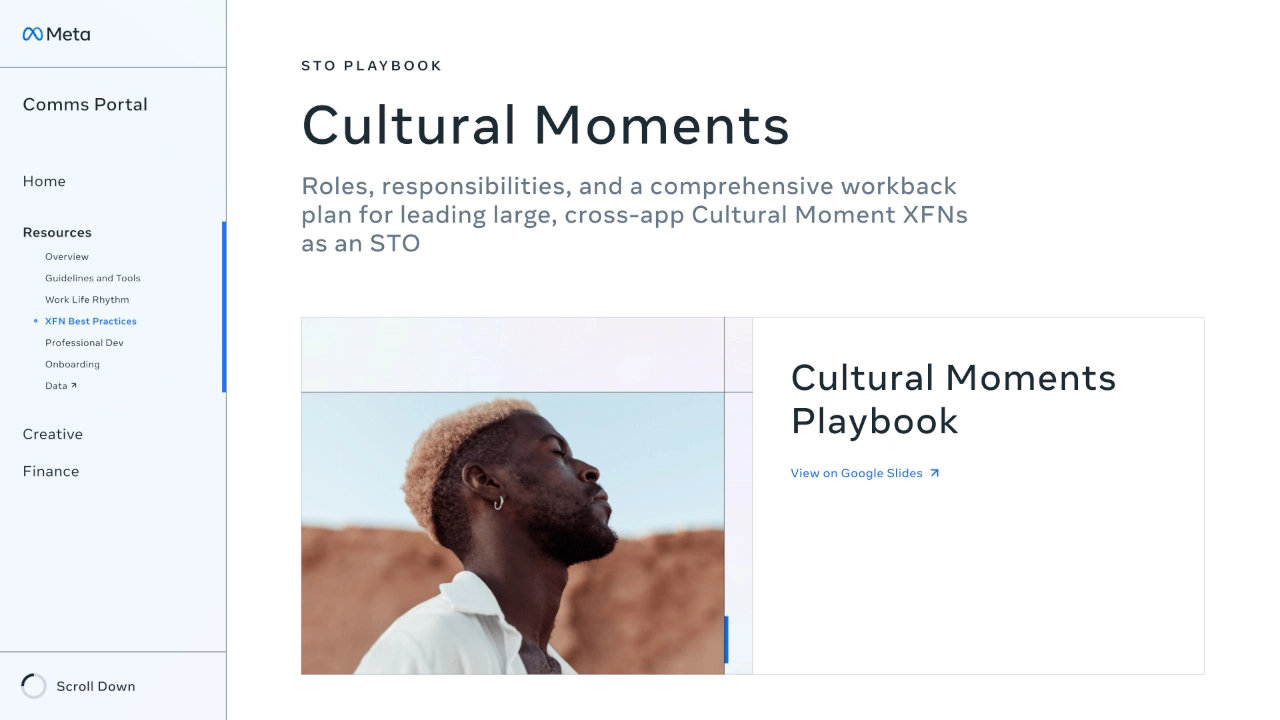 Meta
Comms Portal
Home
Resources
Overview
Guidelines and Tools
Work Life Rhythm
XFN Best Practices
Professional Dev
Onboarding
Data
Creative
Finance
Scroll Down
STO PLAYBOOK
Cultural Moments
Roles, responsibilities, and a comprehensive workback
plan for leading large, cross-app Cultural Moment XFNs
as an STO
Cultural Moments
Playbook
View on Google Slides